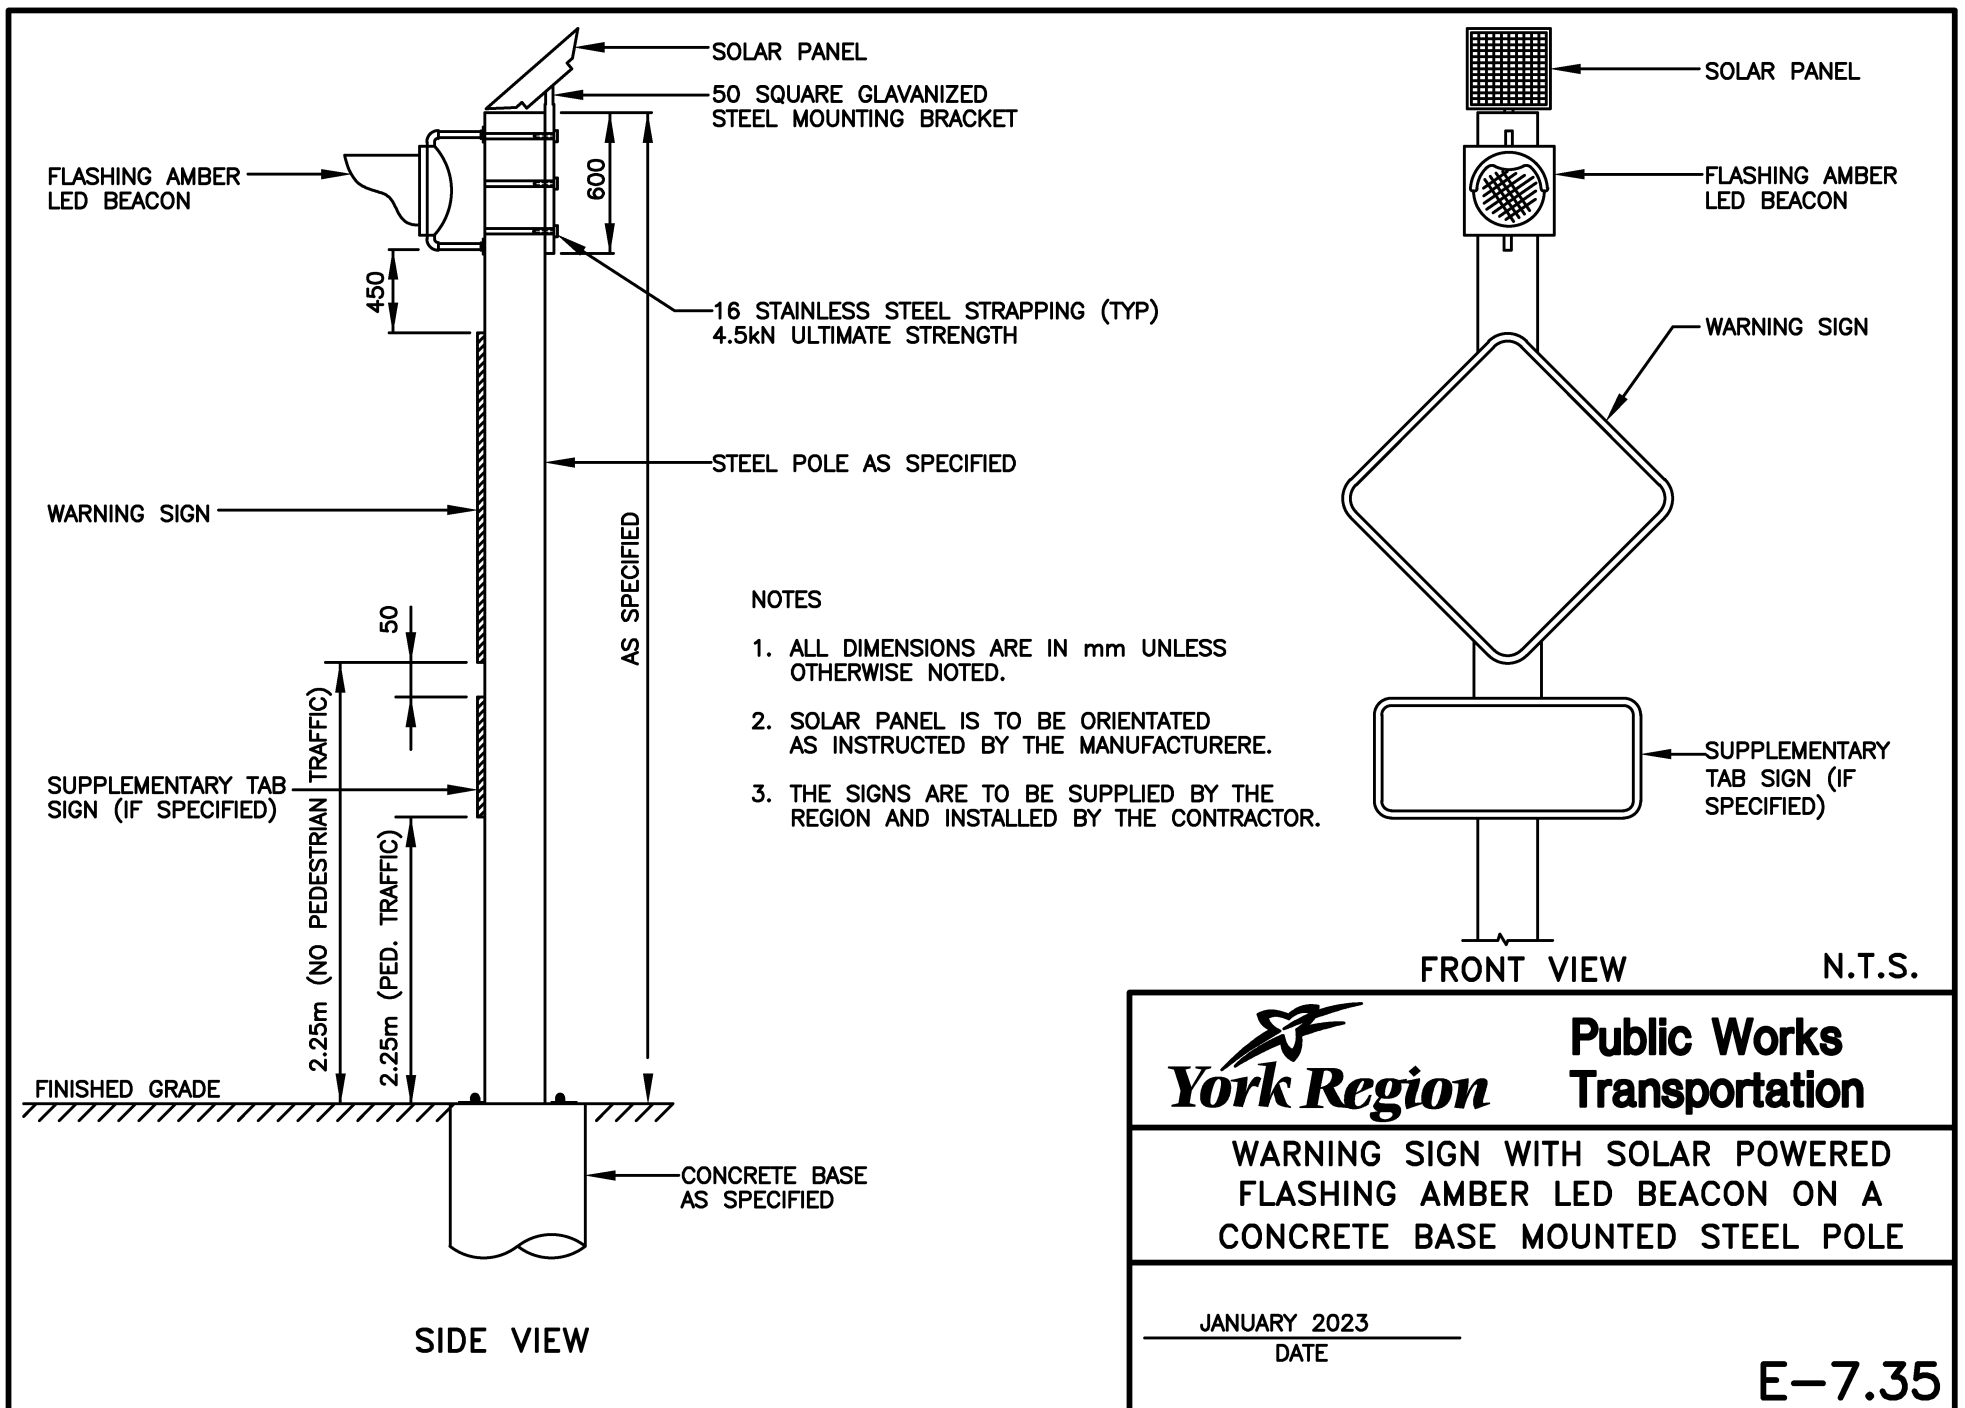 SOLAR PANEL
50 SQUARE GLAVANIZED
STEEL MOUNTING BRACKET
FLASHING AMBER
LED BEACON
600
450
16 STAINLESS STEEL STRAPPING (TYP)
4.5kN ULTIMATE STRENGTH
STEEL POLE AS SPECIFIED
WARNING SIGN
AS SPECIFIED
50
SUPPLEMENTARY TAB
SIGN (IF SPECIFIED)
2.25m (NO PEDESTRIAN TRAFFIC)
2.25m (PED. TRAFFIC)
FINISHED GRADE
CONCRETE BASE
AS SPECIFIED
SIDE VIEW
NOTES
1. ALL DIMENSIONS ARE IN mm UNLESS
OTHERWISE NOTED.
2. SOLAR PANEL IS TO BE ORIENTATED
AS INSTRUCTED BY THE MANUFACTURERE.
3. THE SIGNS ARE TO BE SUPPLIED BY THE
REGION AND INSTALLED BY THE CONTRACTOR.
SOLAR PANEL
FLASHING AMBER
LED BEACON
WARNING SIGN
SUPPLEMENTARY
TAB SIGN (IF
SPECIFIED)
FRONT VIEW
N.T.S.
York Region
Public Works
Transportation
WARNING SIGN WITH SOLAR POWERED
FLASHING AMBER LED BEACON ON A
CONCRETE BASE MOUNTED STEEL POLE
JANUARY 2023
DATE
E-7.35